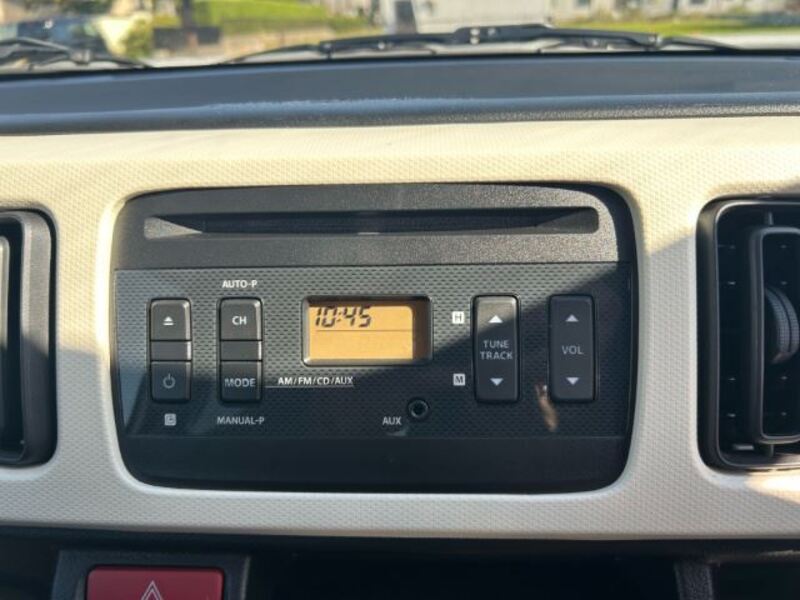 AUTO-P
CH
MODE
MANUAL-P
10:45
AM/FM/CD/AUX
AUX
H
M
TUNE
TRACK
VOL